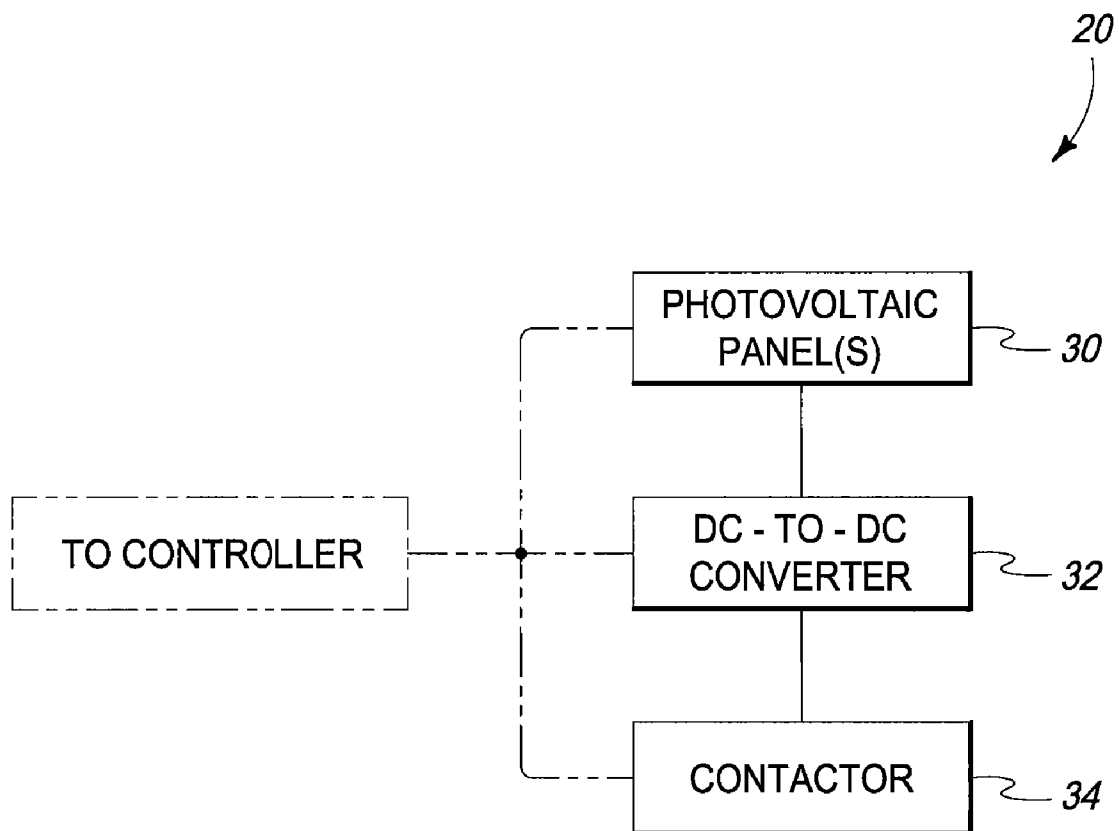 20
PHOTOVOLTAIC
PANEL(S)
30
TO CONTROLLER
DC - TO - DC
CONVERTER
32
CONTACTOR
34